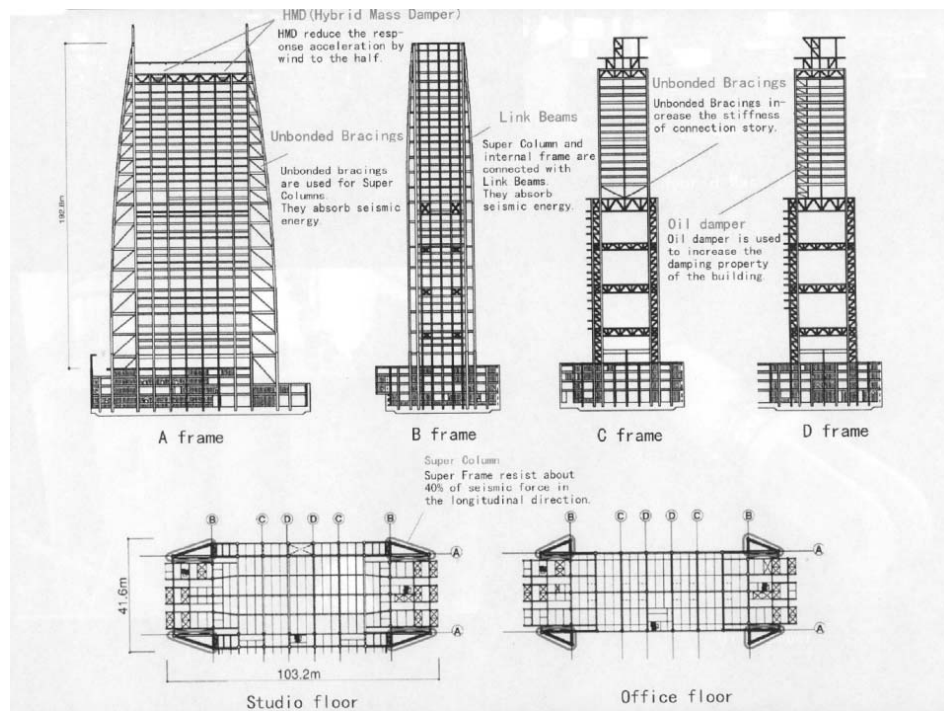 HMD(Hybrid Mass Damper)
HMD reduce the resp-
onse acceleration by
wind to the half.
Unbonded Bracings
Unbonded bracings
are used for Super
Columns.
They absorb seismic
energy.
192.8m
A frame
Link Beams
Super Column and
internal frame are
connected with
Link Beams.
They absorb
seismic energy.
B frame
Unbonded Bracings
Unbonded Bracings in-
crease the stiffness
of connection story.
Oil damper
Oil damper is used
to increase the
damping property
of the building.
C frame
D frame
Super Column
Super Frame resist about
40% of seismic force in
the longitudinal direction.
B C D D C B
A
A
41.6m
103.2m
Studio floor
B C D D C B
A
A
Office floor